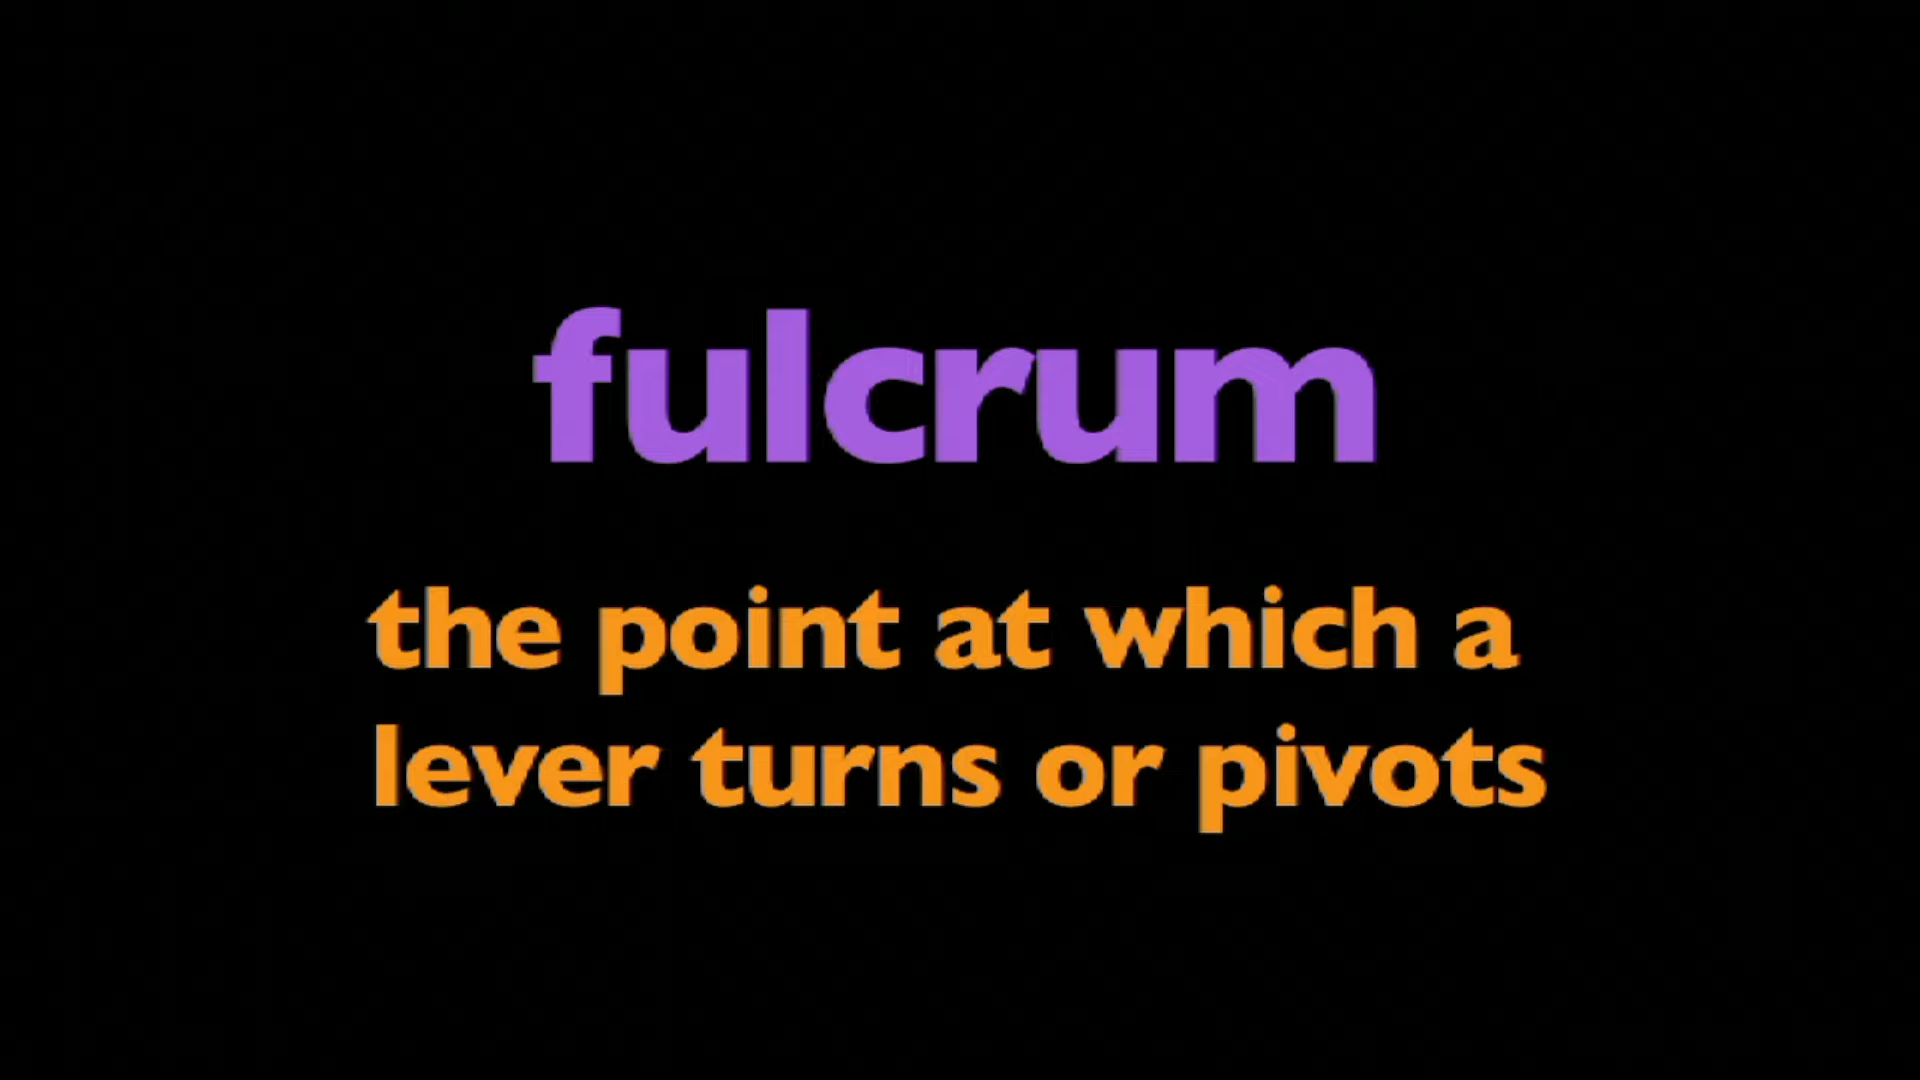 fulcrum
the point at which a
lever turns or pivots